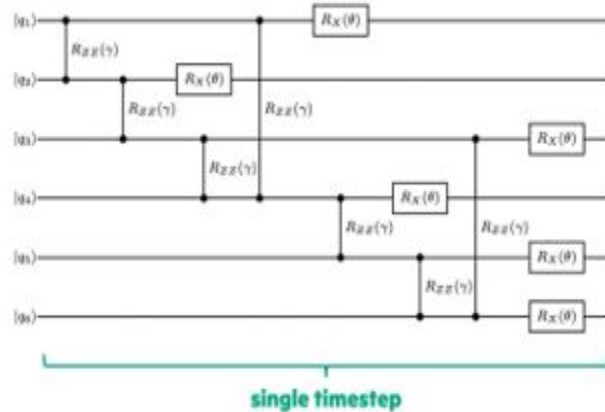 |q₁⟩ R_X(θ)
R_ZZ(γ)
|q₂⟩ R_X(θ)
R_ZZ(γ) R_ZZ(γ)
|q₃⟩ R_X(θ)
R_ZZ(γ)
|q₄⟩ R_X(θ)
R_ZZ(γ) R_ZZ(γ)
|q₅⟩ R_X(θ)
R_ZZ(γ)
|q₆⟩ R_X(θ)
single timestep